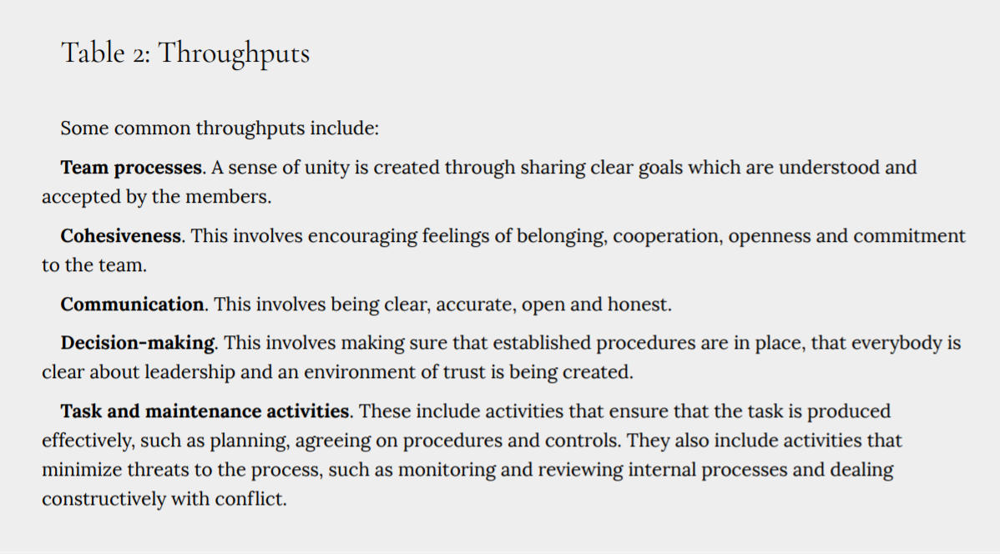 Table 2: Throughputs
Some common throughputs include:
Team processes. A sense of unity is created through sharing clear goals which are understood and
accepted by the members.
Cohesiveness. This involves encouraging feelings of belonging, cooperation, openness and commitment
to the team.
Communication. This involves being clear, accurate, open and honest.
Decision-making. This involves making sure that established procedures are in place, that everybody is
clear about leadership and an environment of trust is being created.
Task and maintenance activities. These include activities that ensure that the task is produced
effectively, such as planning, agreeing on procedures and controls. They also include activities that
minimize threats to the process, such as monitoring and reviewing internal processes and dealing
constructively with conflict.